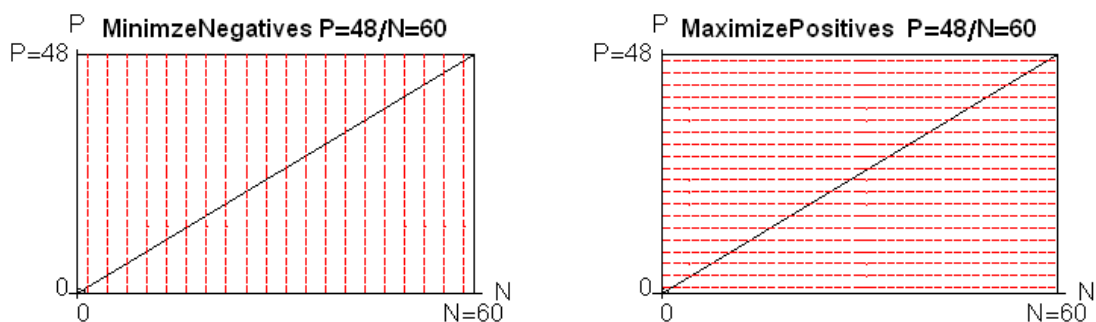 P MinimzeNegatives P=48/N=60
P=48
0
0
N
N=60
P MaximizePositives P=48/N=60
P=48
0
0
N
N=60